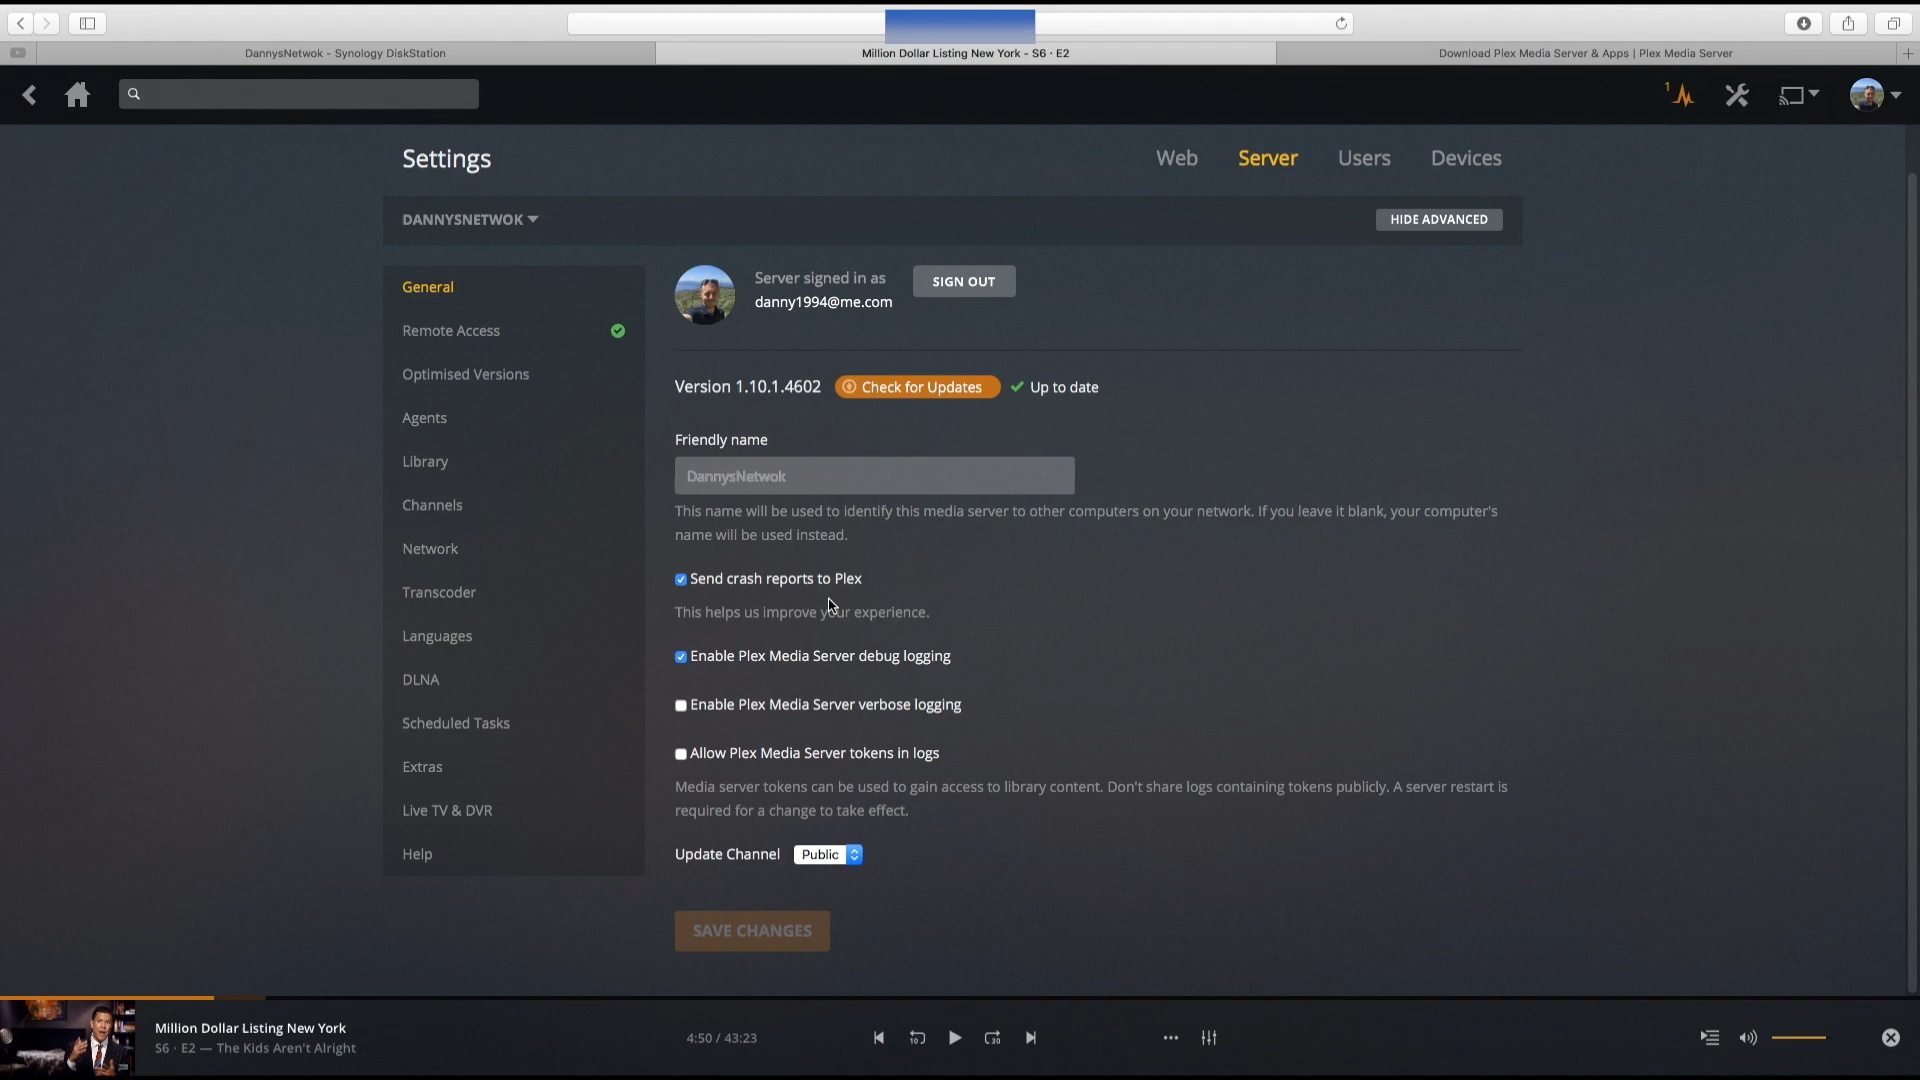 DannysNetwok - Synology DiskStation
Million Dollar Listing New York - S6 · E2
Download Plex Media Server & Apps | Plex Media Server
1
Settings
Web
Server
Users
Devices
DANNYSNETWOK
HIDE ADVANCED
General
Remote Access
Optimised Versions
Agents
Library
Channels
Network
Transcoder
Languages
DLNA
Scheduled Tasks
Extras
Live TV & DVR
Help
Server signed in as
danny1994@me.com
SIGN OUT
Version 1.10.1.4602
Check for Updates
Up to date
Friendly name
DannysNetwok
This name will be used to identify this media server to other computers on your network. If you leave it blank, your computer's
name will be used instead.
Send crash reports to Plex
This helps us improve your experience.
Enable Plex Media Server debug logging
Enable Plex Media Server verbose logging
Allow Plex Media Server tokens in logs
Media server tokens can be used to gain access to library content. Don't share logs containing tokens publicly. A server restart is
required for a change to take effect.
Update Channel
Public
SAVE CHANGES
Million Dollar Listing New York
S6 · E2 — The Kids Aren't Alright
4:50 / 43:23
10
30